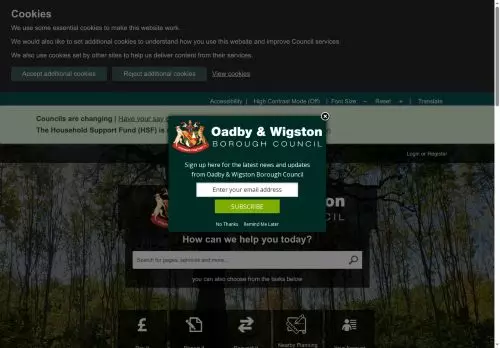 Cookies
We use some essential cookies to make this website work.
We would also like to set additional cookies to understand how you use this website and improve Council services.
We also use cookies set by other sites to help us deliver content from their services.
Accept additional cookies
Reject additional cookies
View cookies
Accessibility | High Contrast Mode (Off) | Font Size − Reset + | Translate
Councils are changing | Have your say
The Household Support Fund (HSF) is
Login or Register
Oadby & Wigston
BOROUGH COUNCIL
Sign up here for the latest news and updates
from Oadby & Wigston Borough Council
Enter your email address
SUBSCRIBE
No Thanks
Remind Me Later
How can we help you today?
Search for pages, services and more...
you can also choose from the tasks below
Nearby Planning